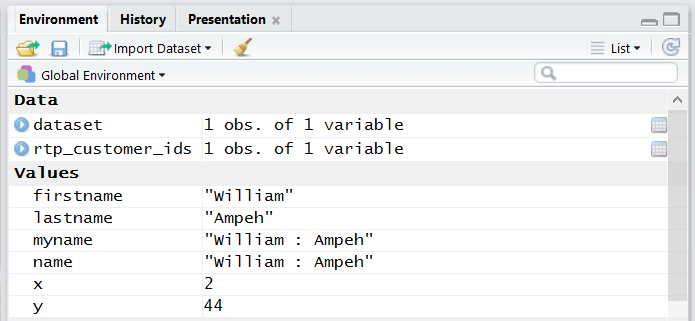 Environment History Presentation
Import Dataset List
Global Environment
Data
dataset 1 obs. of 1 variable
rtp_customer_ids 1 obs. of 1 variable
Values
firstname "William"
lastname "Ampeh"
myname "William : Ampeh"
name "William : Ampeh"
x 2
y 44